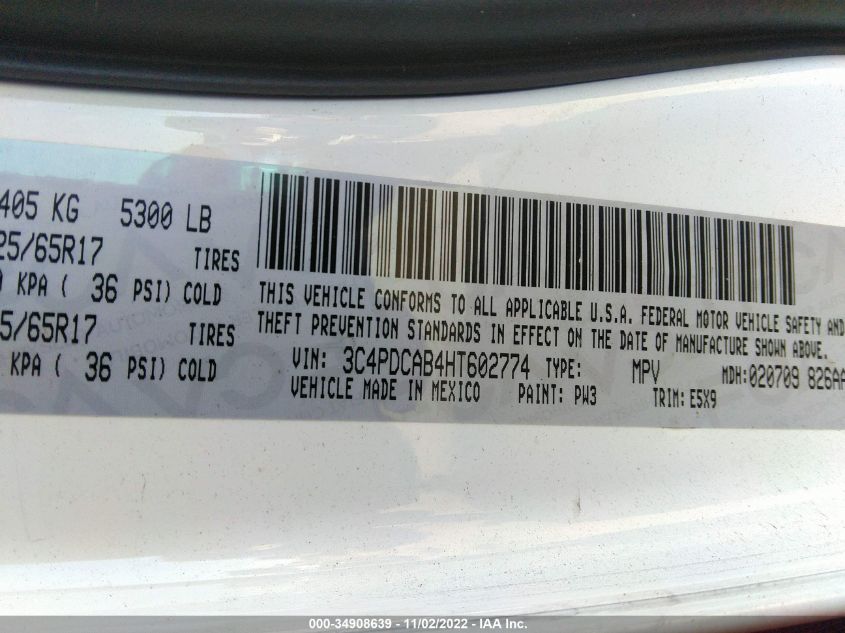 405 KG 5300 LB
25/65R17 TIRES
KPA ( 36 PSI) COLD
5/65R17 TIRES
KPA ( 36 PSI) COLD
THIS VEHICLE CONFORMS TO ALL APPLICABLE U.S.A. FEDERAL MOTOR VEHICLE SAFETY AND
THEFT PREVENTION STANDARDS IN EFFECT ON THE DATE OF MANUFACTURE SHOWN ABOVE.
VIN: 3C4PDCAB4HT602774 TYPE: MPV MDH:020709 826AA
VEHICLE MADE IN MEXICO PAINT: PW3 TRIM: E5X9
000-34908639 - 11/02/2022 - IAA Inc.